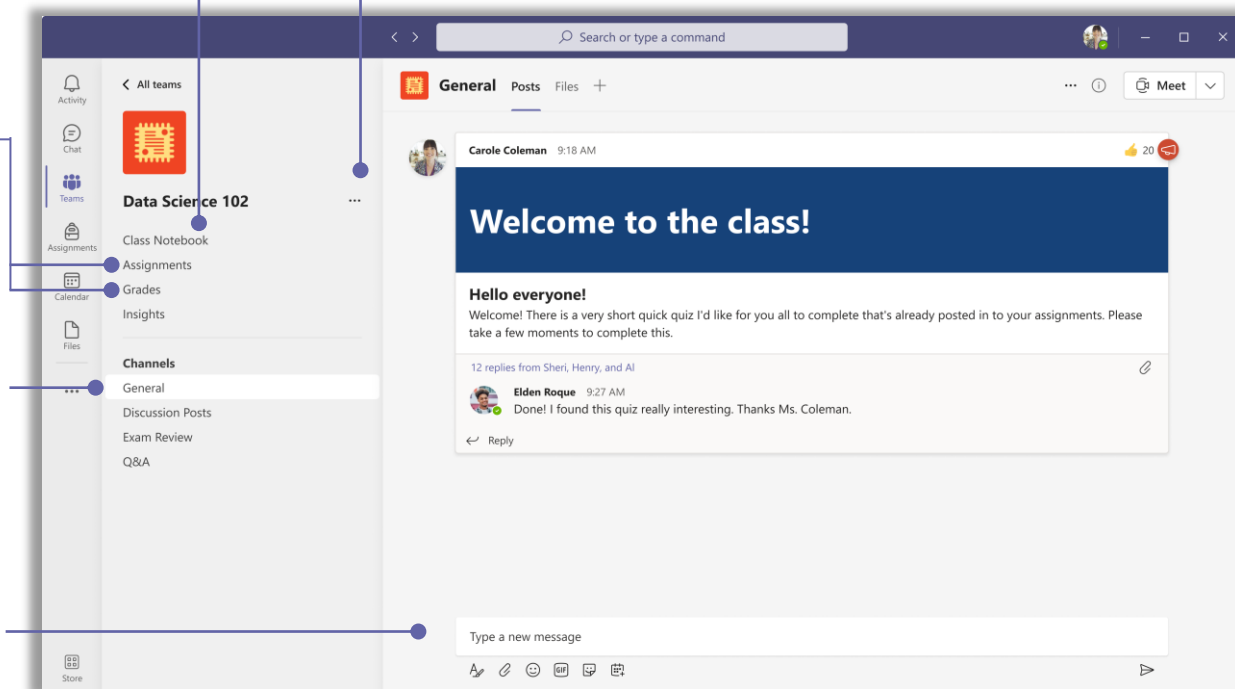 Search or type a command
Activity
Chat
Teams
Assignments
Calendar
Files
Store
All teams
Data Science 102
Class Notebook
Assignments
Grades
Insights
Channels
General
Discussion Posts
Exam Review
Q&A
General Posts Files
Meet
Carole Coleman 9:18 AM
20
Welcome to the class!
Hello everyone!
Welcome! There is a very short quick quiz I'd like for you all to complete that's already posted in to your assignments. Please
take a few moments to complete this.
12 replies from Sheri, Henry, and Al
Elden Roque 9:27 AM
Done! I found this quiz really interesting. Thanks Ms. Coleman.
Reply
Type a new message
GIF